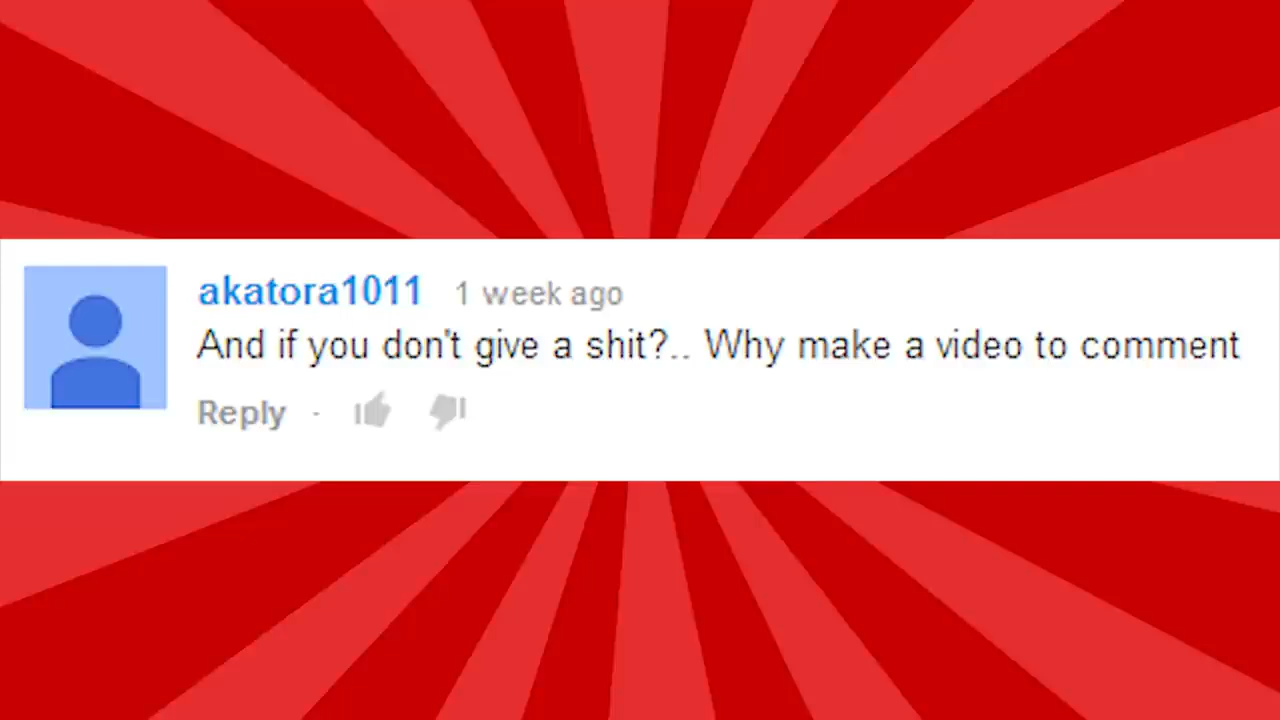 akatora1011 1 week ago
And if you don't give a shit?.. Why make a video to comment
Reply ·